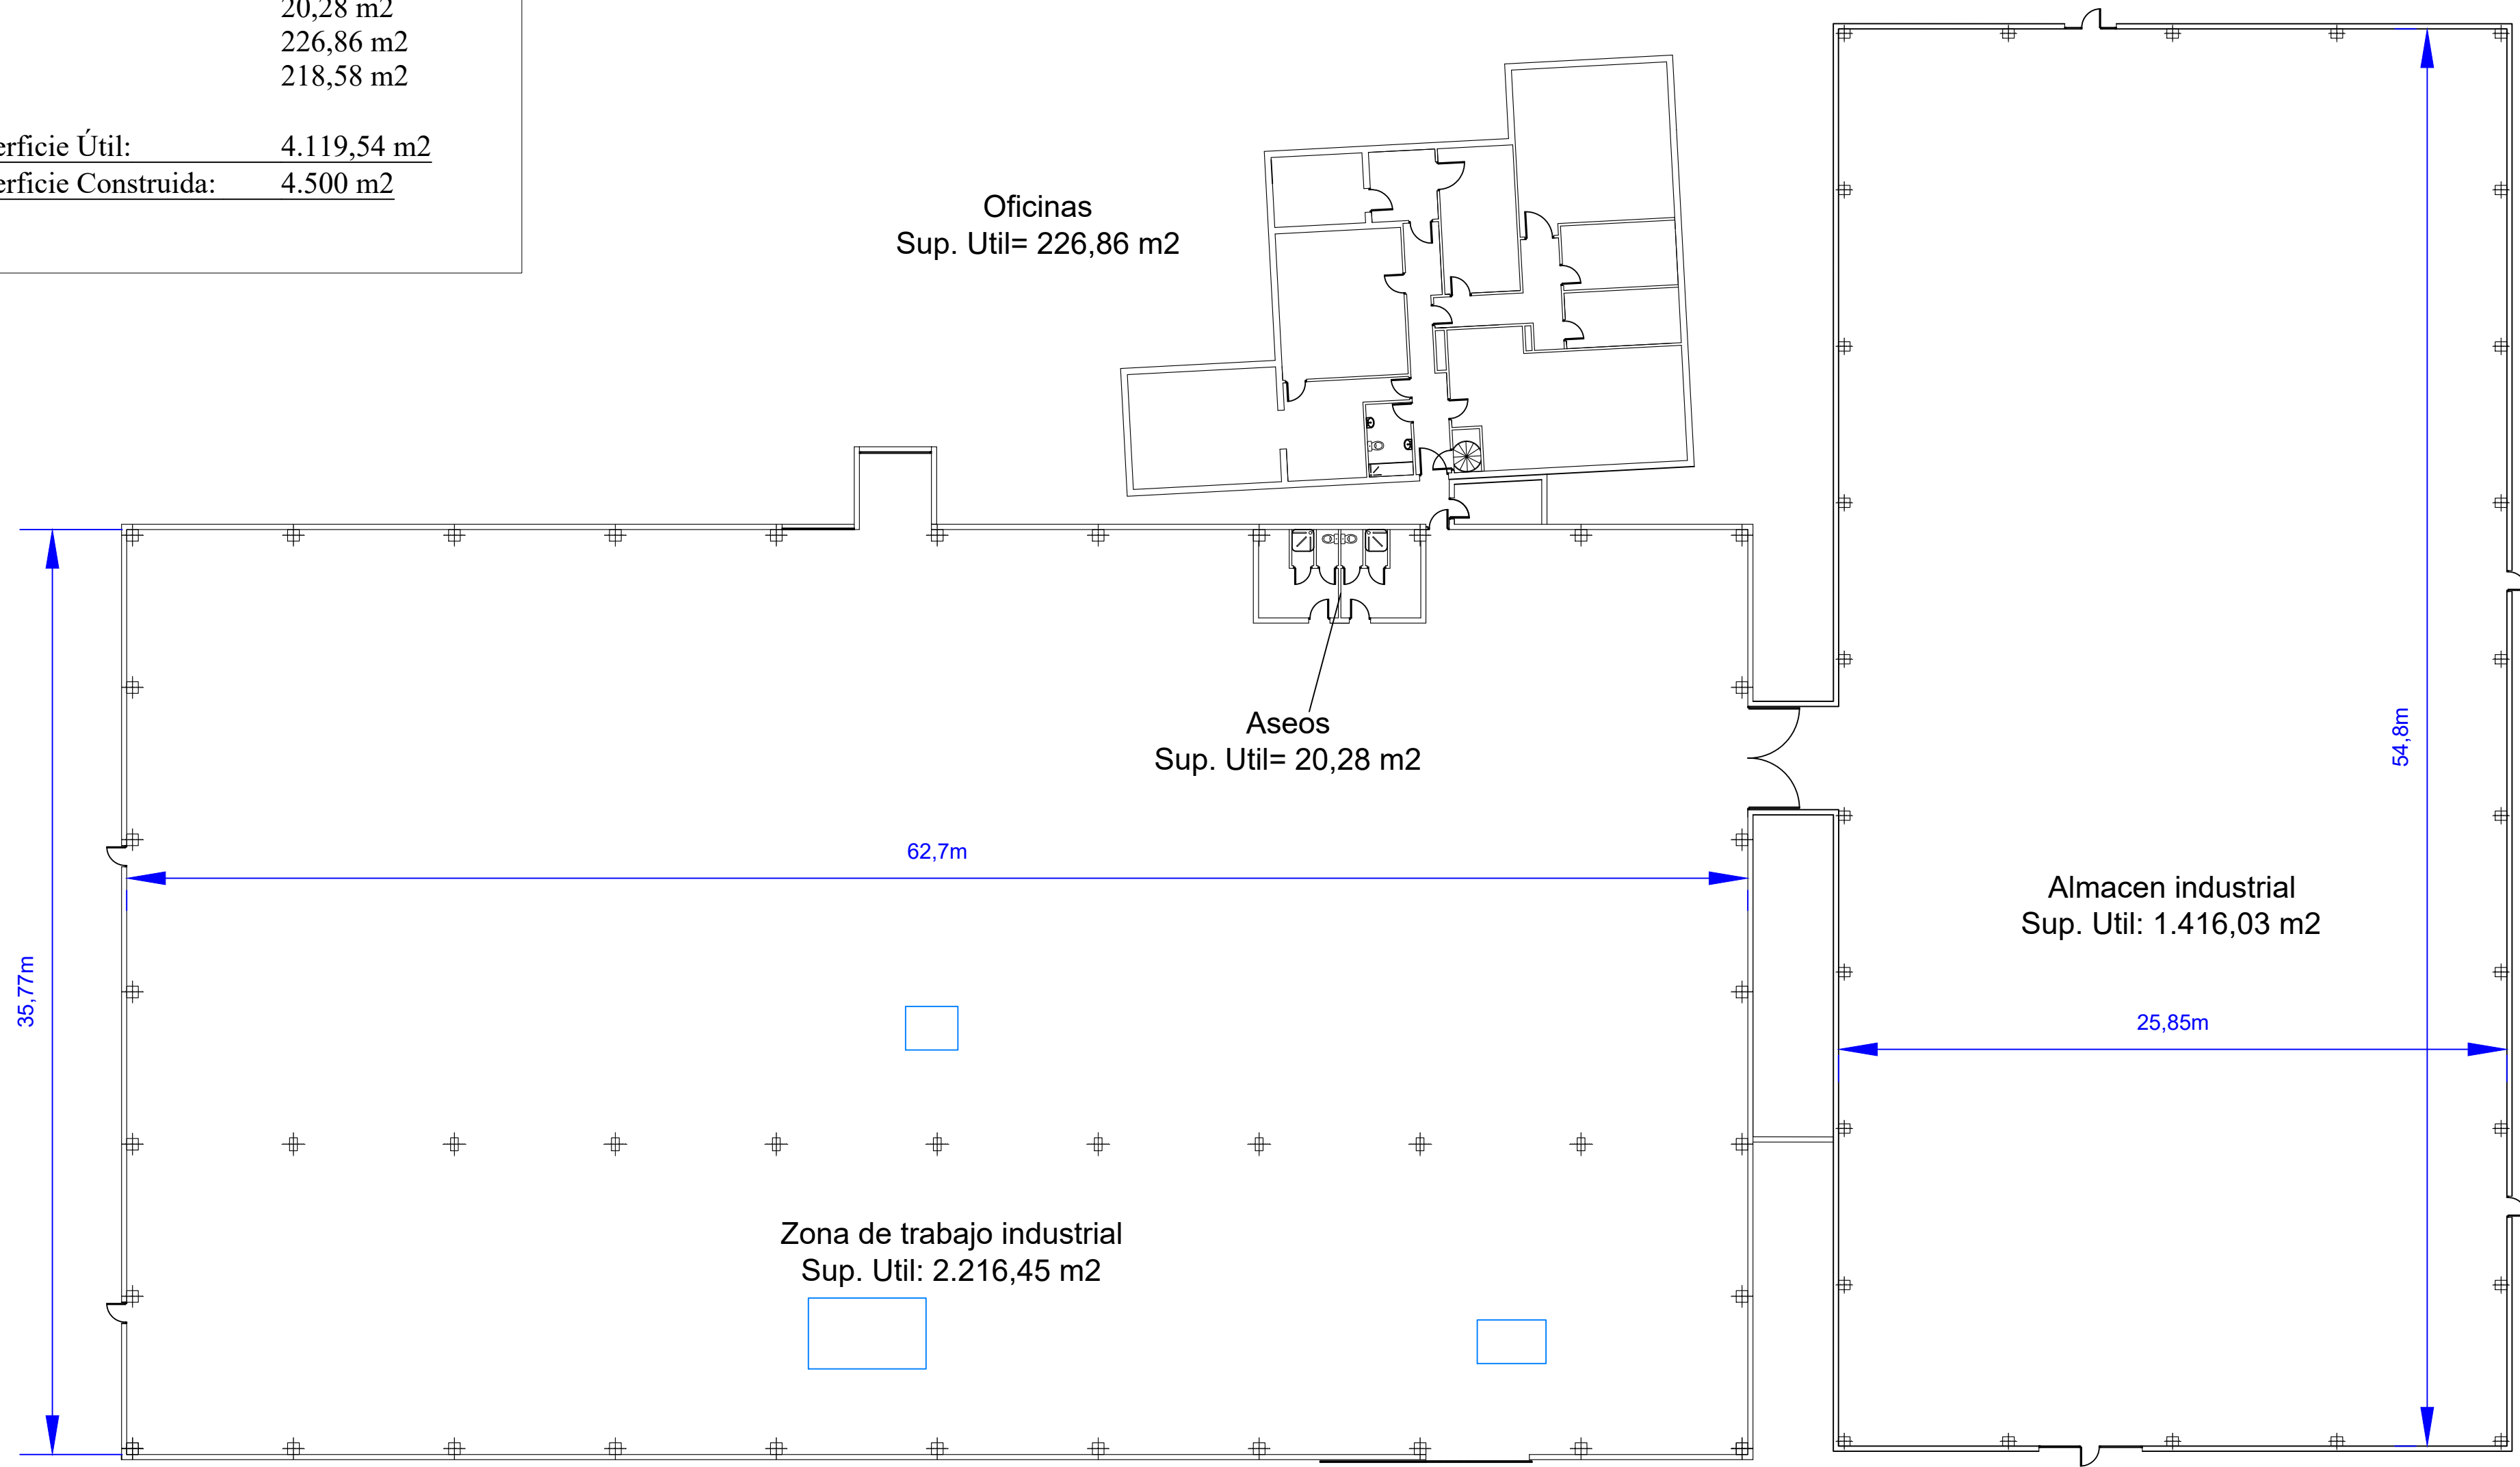 20,28 m2
226,86 m2
218,58 m2
erficie Útil: 4.119,54 m2
erficie Construida: 4.500 m2
Oficinas
Sup. Util= 226,86 m2
Aseos
Sup. Util= 20,28 m2
62,7m
35,77m
54,8m
Almacen industrial
Sup. Util: 1.416,03 m2
25,85m
Zona de trabajo industrial
Sup. Util: 2.216,45 m2